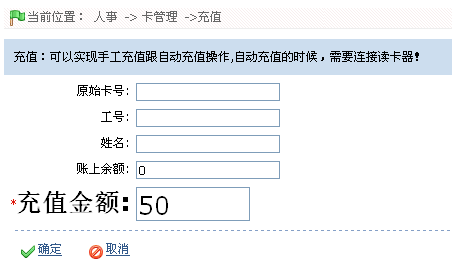 当前位置： 人事 -> 卡管理 ->充值
充值：可以实现手工充值跟自动充值操作,自动充值的时候，需要连接读卡器!
原始卡号:
工号:
姓名:
账上余额: 0
*充值金额: 50
确定 取消